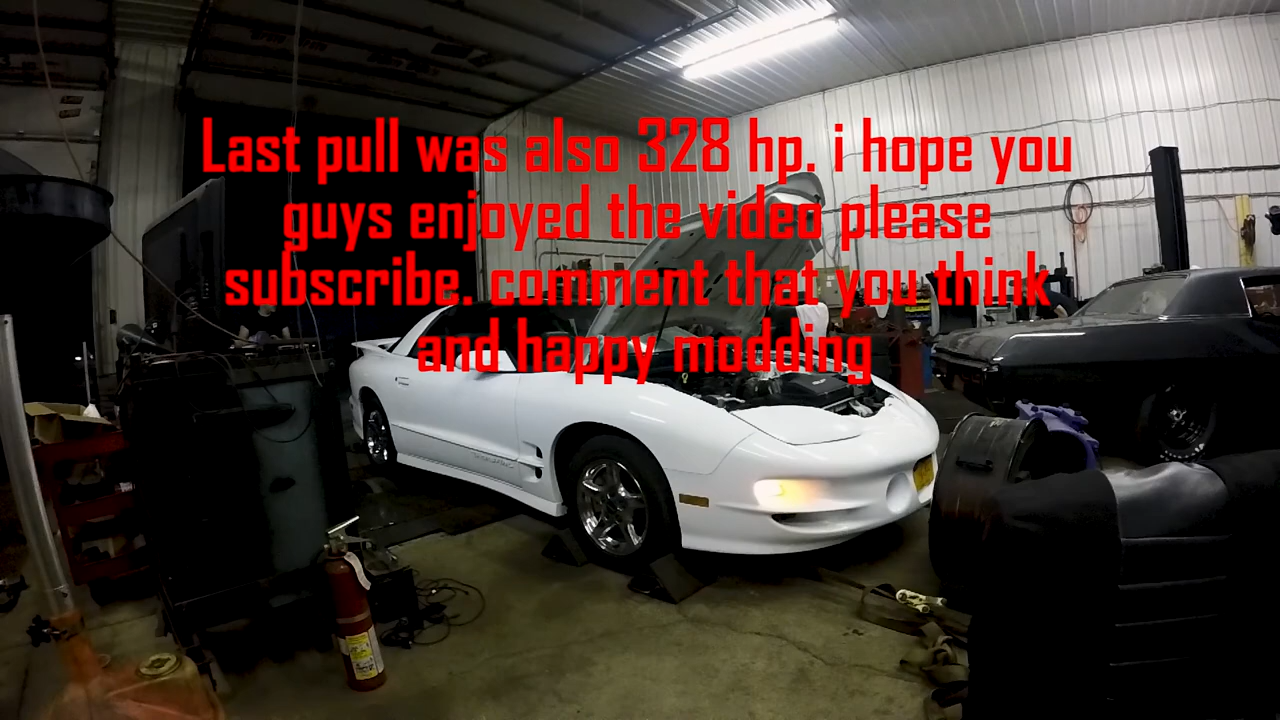 Last pull was also 328 hp. i hope you
guys enjoyed the video please
subscribe. comment that you think
and happy modding